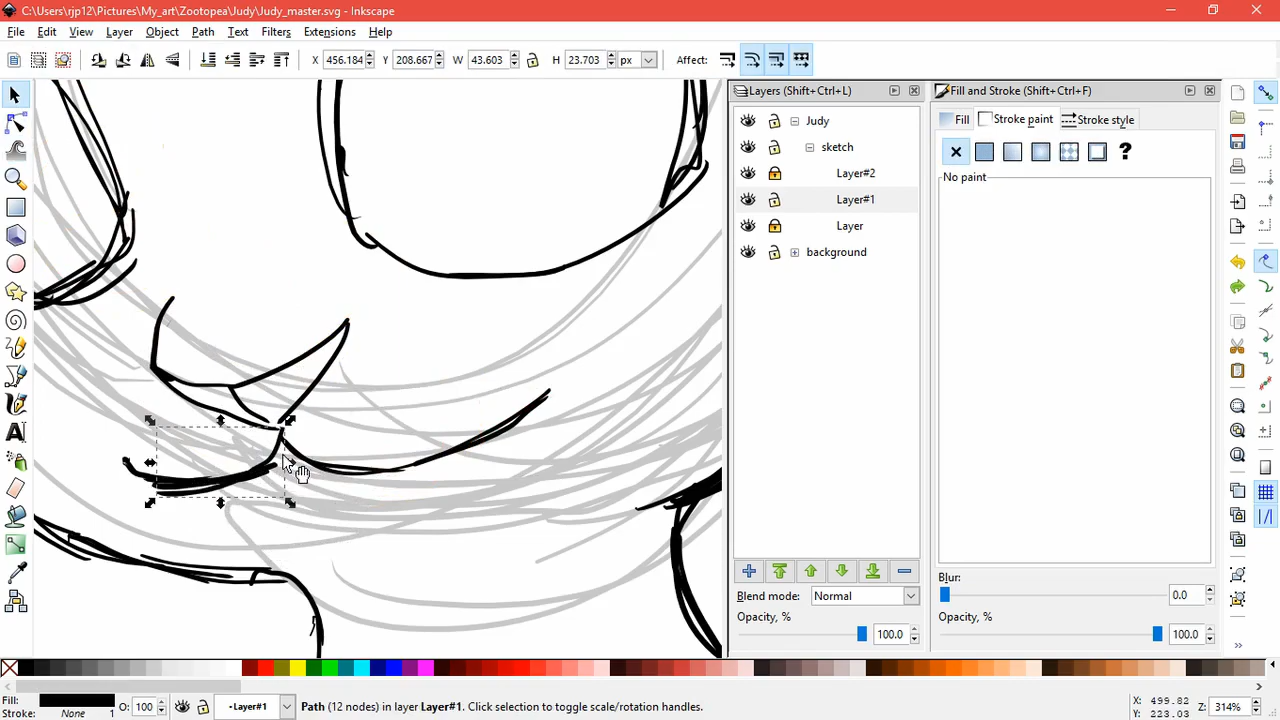 C:\Users\rjp12\Pictures\My_art\Zootopea\Judy\Judy_master.svg - Inkscape
File Edit View Layer Object Path Text Filters Extensions Help
X 456.184 Y 208.667 W 43.603 H 23.703 px Affect:
Layers (Shift+Ctrl+L)
Fill and Stroke (Shift+Ctrl+F)
Judy
sketch
Layer#2
Layer#1
Layer
background
Fill Stroke paint Stroke style
?
No paint
A
Blend mode: Normal
Opacity, %
100.0
Blur:
0.0
Opacity, %
100.0
Fill:
Stroke: None 1
O: 100
•Layer#1
Path (12 nodes) in layer Layer#1. Click selection to toggle scale/rotation handles.
X: 499.82
Y: 223.03
Z: 314%